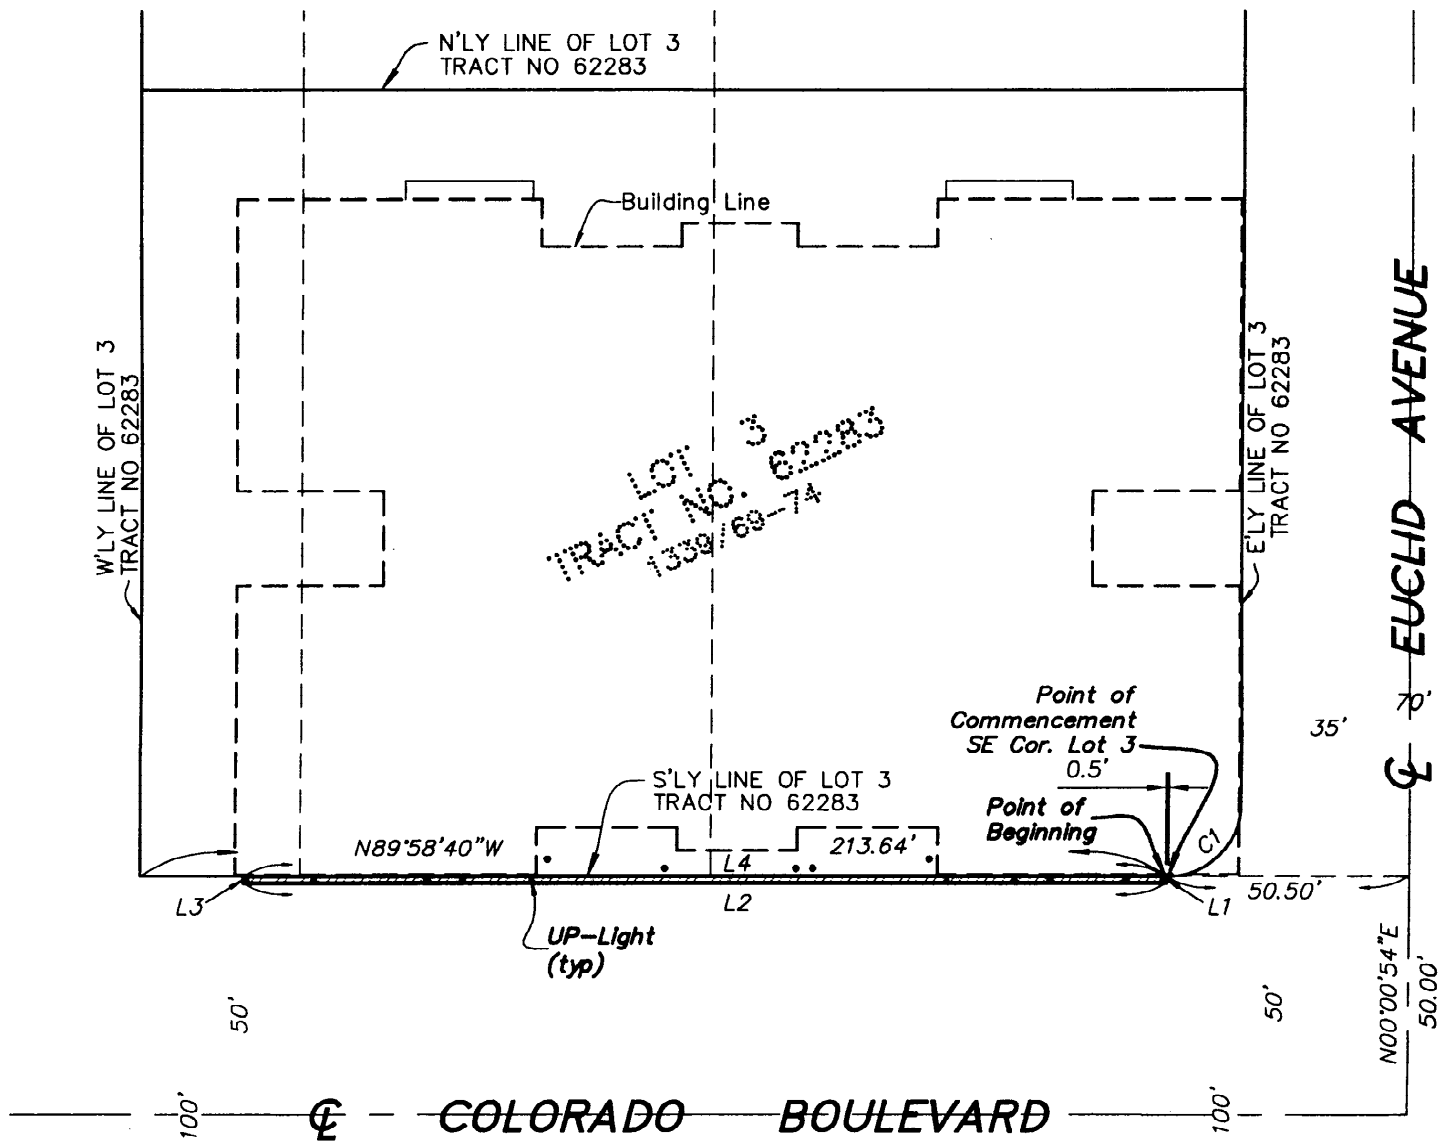 N'LY LINE OF LOT 3
TRACT NO 62283
Building Line
W'LY LINE OF LOT 3
TRACT NO 62283
LOT 3
TRACT NO. 62283
1339/69-74
E'LY LINE OF LOT 3
TRACT NO 62283
EUCLID AVENUE
℄
70'
35'
Point of
Commencement
SE Cor. Lot 3
0.5'
Point of
Beginning
S'LY LINE OF LOT 3
TRACT NO 62283
N89°58'40"W
213.64'
C1
L4
L3
L2
L1
50.50'
UP-Light
(typ)
50'
50'
N00°00'54"E
50.00'
100'
100'
℄ COLORADO BOULEVARD